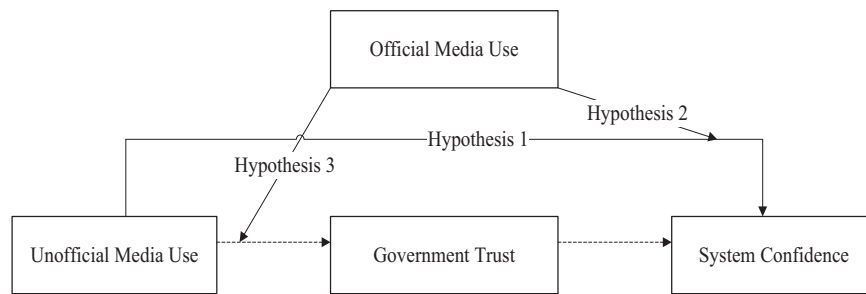 Official Media Use
Hypothesis 2
Hypothesis 1
Hypothesis 3
Unofficial Media Use
Government Trust
System Confidence